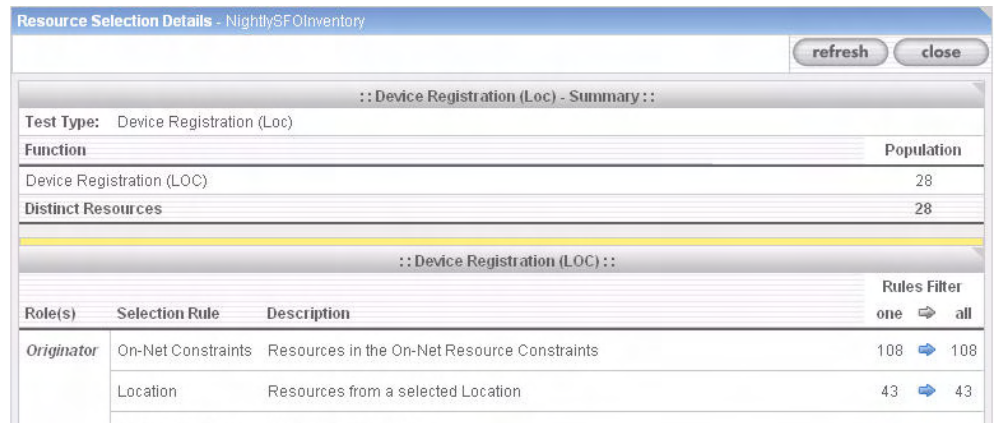 Resource Selection Details - NightlySFOInventory
refresh close
:: Device Registration (Loc) - Summary ::
Test Type: Device Registration (Loc)
Function Population
Device Registration (LOC) 28
Distinct Resources 28
:: Device Registration (LOC) ::
Rules Filter
Role(s) Selection Rule Description one all
Originator On-Net Constraints Resources in the On-Net Resource Constraints 108 108
Location Resources from a selected Location 43 43